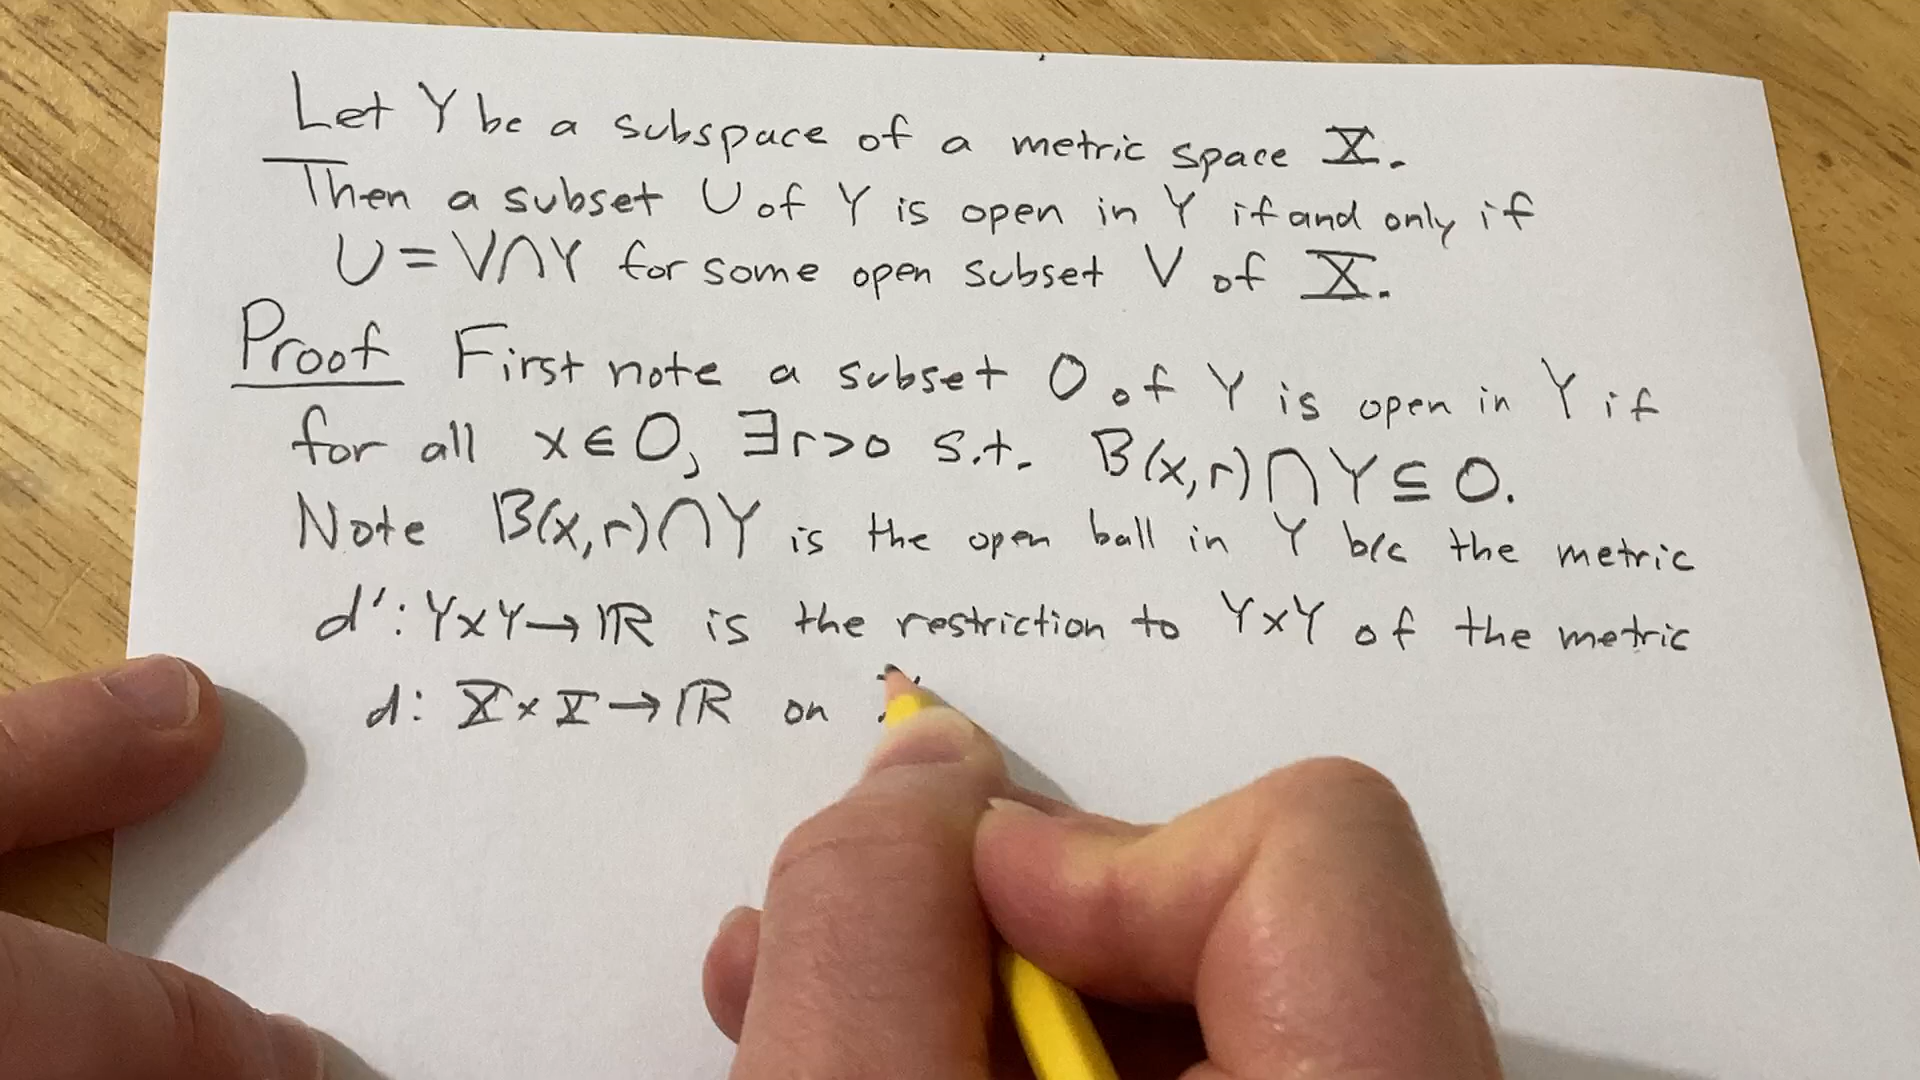 Let Y be a subspace of a metric space X.
Then a subset U of Y is open in Y if and only if
U = V∩Y for some open subset V of X.
Proof First note a subset O of Y is open in Y if
for all x∈O, ∃r>0 s.t. B(x,r)∩Y⊆O.
Note B(x,r)∩Y is the open ball in Y b/c the metric
d': Y×Y→ℝ is the restriction to Y×Y of the metric
d: X×X→ℝ on